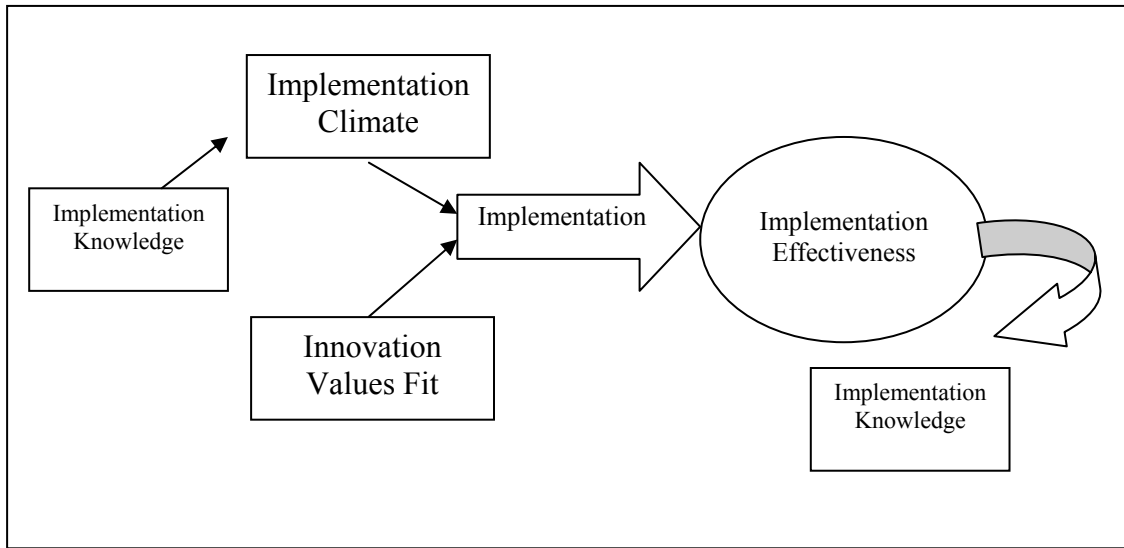 Implementation
Climate
Implementation
Knowledge
Implementation
Innovation
Values Fit
Implementation
Effectiveness
Implementation
Knowledge